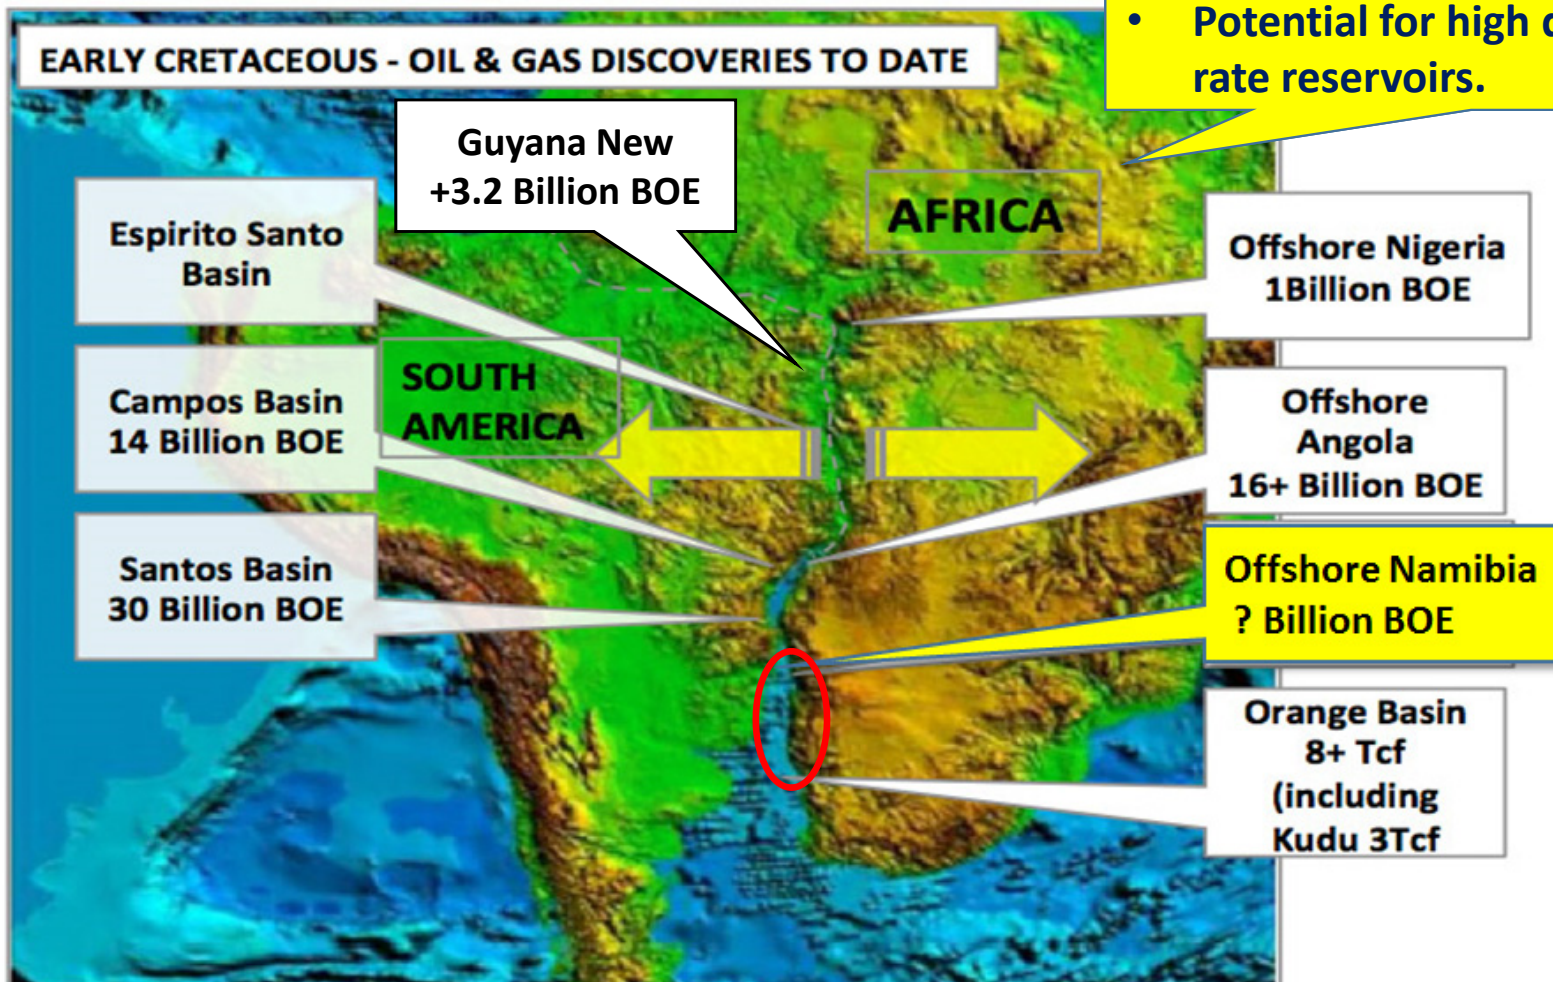 • Potential for high
rate reservoirs.
EARLY CRETACEOUS - OIL & GAS DISCOVERIES TO DATE
Guyana New
+3.2 Billion BOE
AFRICA
Espirito Santo
Basin
Offshore Nigeria
1Billion BOE
SOUTH
AMERICA
Campos Basin
14 Billion BOE
Offshore
Angola
16+ Billion BOE
Santos Basin
30 Billion BOE
Offshore Namibia
? Billion BOE
Orange Basin
8+ Tcf
(including
Kudu 3Tcf